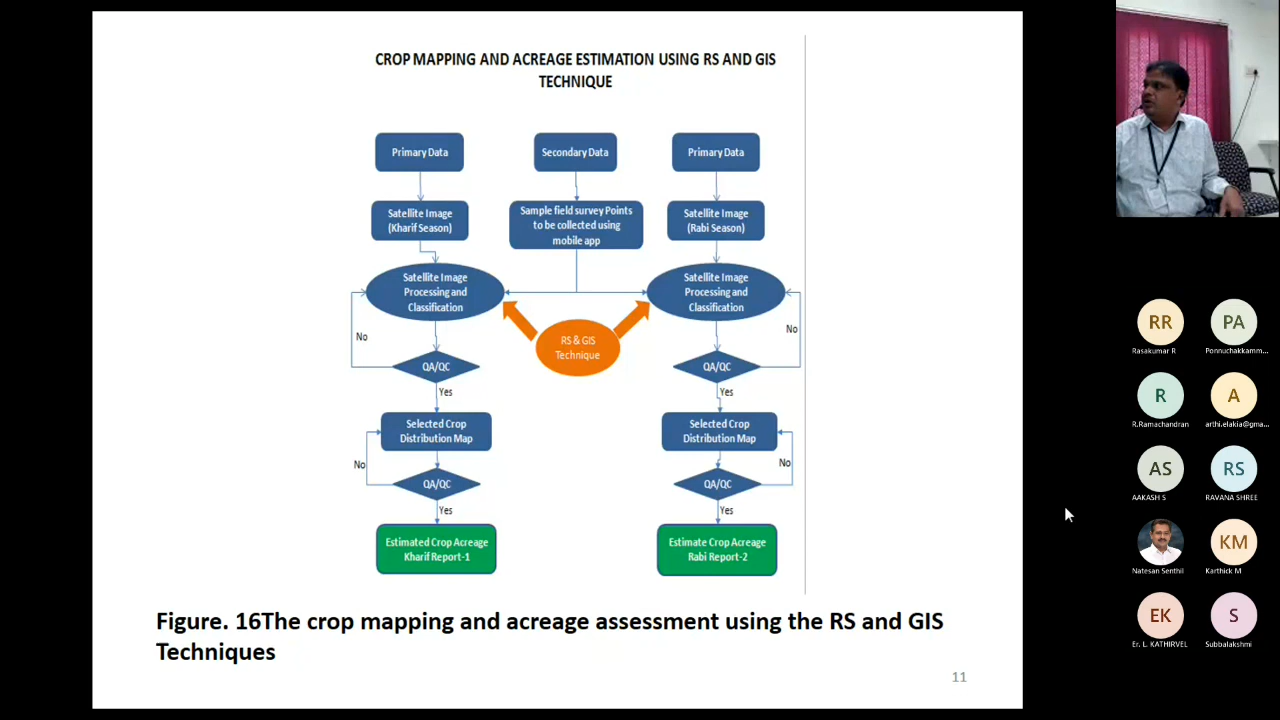 CROP MAPPING AND ACREAGE ESTIMATION USING RS AND GIS
TECHNIQUE
Primary Data
Secondary Data
Primary Data
Satellite Image
(Kharif Season)
Sample field survey Points
to be collected using
mobile app
Satellite Image
(Rabi Season)
Satellite Image
Processing and
Classification
Satellite Image
Processing and
Classification
No
RS & GIS
Technique
No
QA/QC
QA/QC
Yes
Yes
Selected Crop
Distribution Map
Selected Crop
Distribution Map
No
No
QA/QC
QA/QC
Yes
Yes
Estimated Crop Acreage
Kharif Report-1
Estimate Crop Acreage
Rabi Report-2
Figure. 16The crop mapping and acreage assessment using the RS and GIS
Techniques
11
RR
Rasakumar R
PA
Ponnuchakkamm...
R
R.Ramachandran
A
arthi.elakia@gma...
AS
AAKASH S
RS
RAVANA SHREE
Natesan Senthil
KM
Karthick M
EK
Er. L. KATHIRVEL
S
Subbalakshmi